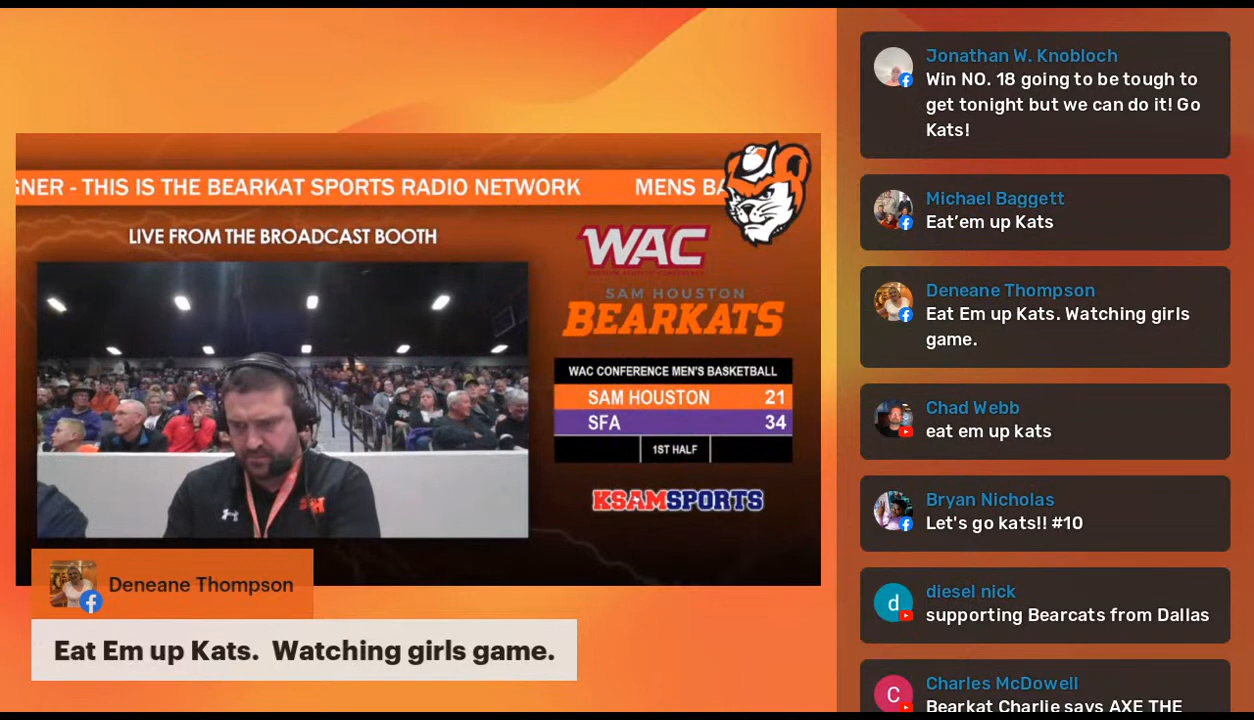 GNER - THIS IS THE BEARKAT SPORTS RADIO NETWORK MENS BA
LIVE FROM THE BROADCAST BOOTH
WAC
SAM HOUSTON
BEARKATS
WAC CONFERENCE MEN'S BASKETBALL
SAM HOUSTON 21
SFA 34
1ST HALF
KSAMSPORTS
Deneane Thompson
Eat Em up Kats. Watching girls game.
Jonathan W. Knobloch
Win NO. 18 going to be tough to
get tonight but we can do it! Go
Kats!
Michael Baggett
Eat’em up Kats
Deneane Thompson
Eat Em up Kats. Watching girls
game.
Chad Webb
eat em up kats
Bryan Nicholas
Let's go kats!! #10
d
diesel nick
supporting Bearcats from Dallas
C
Charles McDowell
Bearkat Charlie says AXE THE